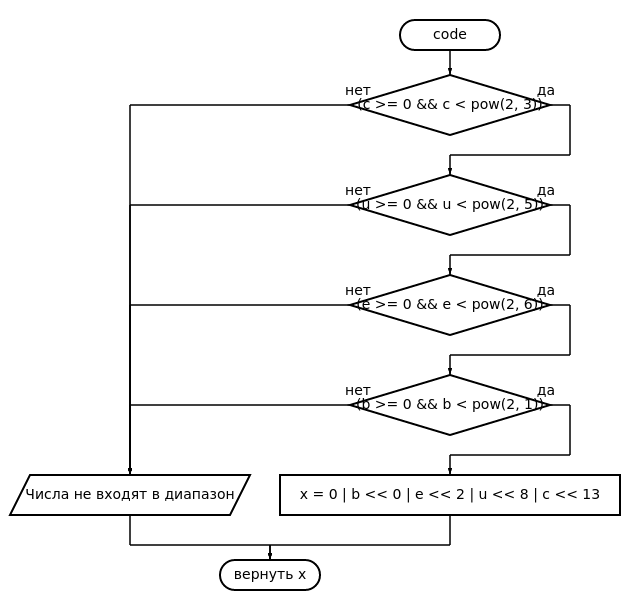 code
нет
да
(c >= 0 && c < pow(2, 3))
нет
да
(u >= 0 && u < pow(2, 5))
нет
да
(e >= 0 && e < pow(2, 6))
нет
да
(b >= 0 && b < pow(2, 1))
Числа не входят в диапазон
x = 0 | b << 0 | e << 2 | u << 8 | c << 13
вернуть x